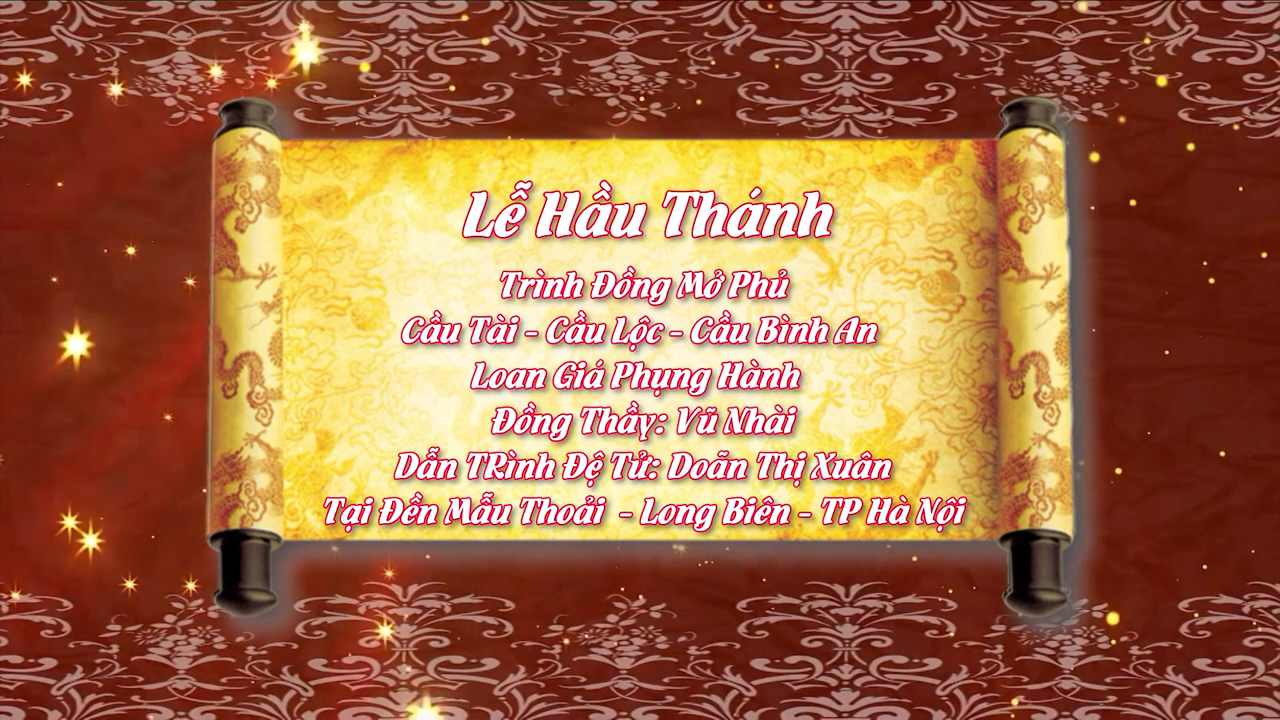 Lễ Hầu Thánh
Trình Đồng Mở Phủ
Cầu Tài - Cầu Lộc - Cầu Bình An
Loan Giá Phụng Hành
Đồng Thầy: Vũ Nhài
Dẫn TRình Đệ Tử: Doãn Thị Xuân
Tại Đền Mẫu Thoải - Long Biên - TP Hà Nội